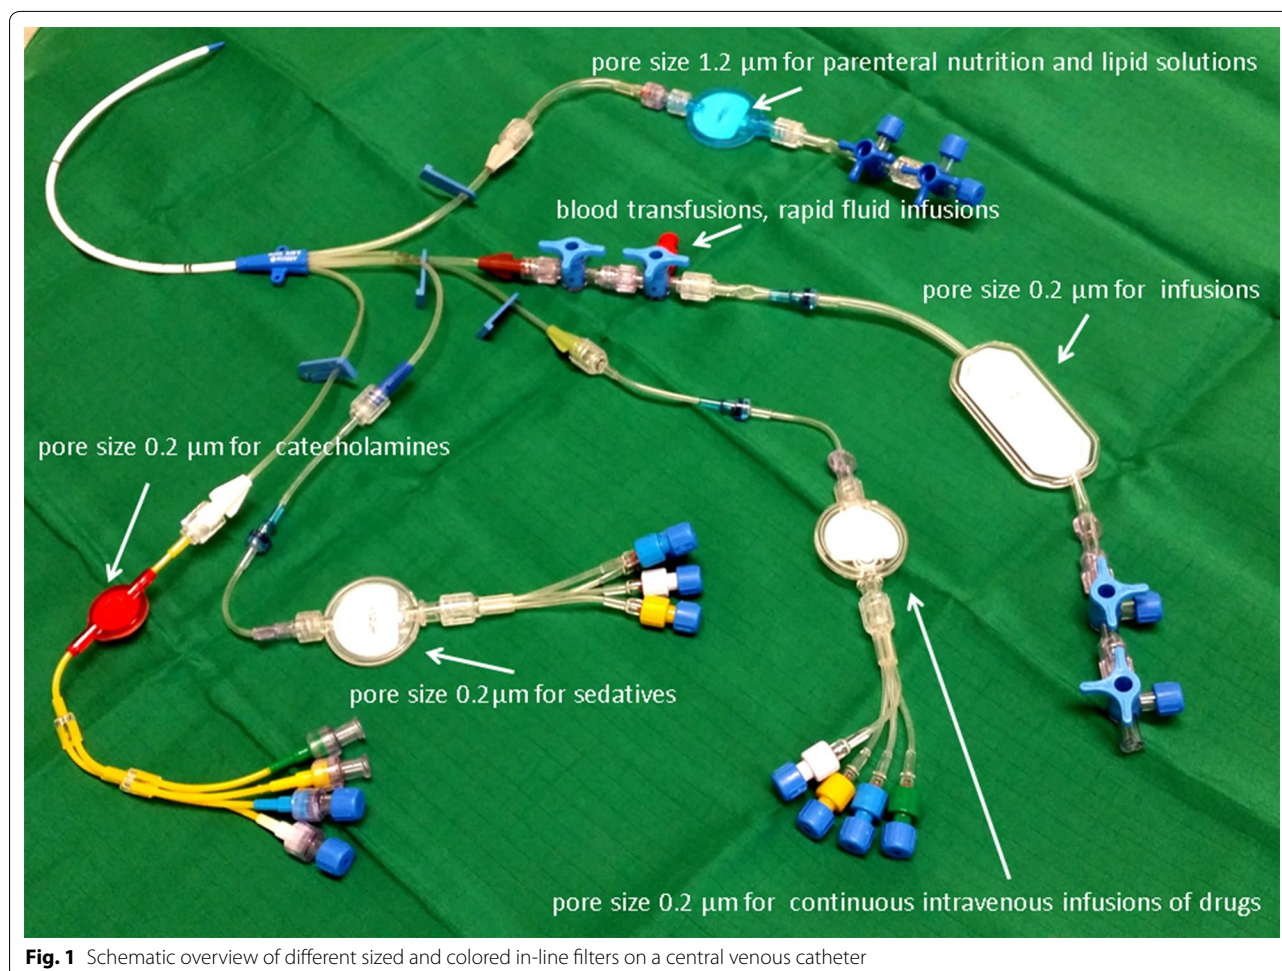 pore size 1.2 µm for parenteral nutrition and lipid solutions
blood transfusions, rapid fluid infusions
pore size 0.2 µm for infusions
pore size 0.2 µm for catecholamines
pore size 0.2µm for sedatives
pore size 0.2 µm for continuous intravenous infusions of drugs
Fig. 1 Schematic overview of different sized and colored in-line filters on a central venous catheter